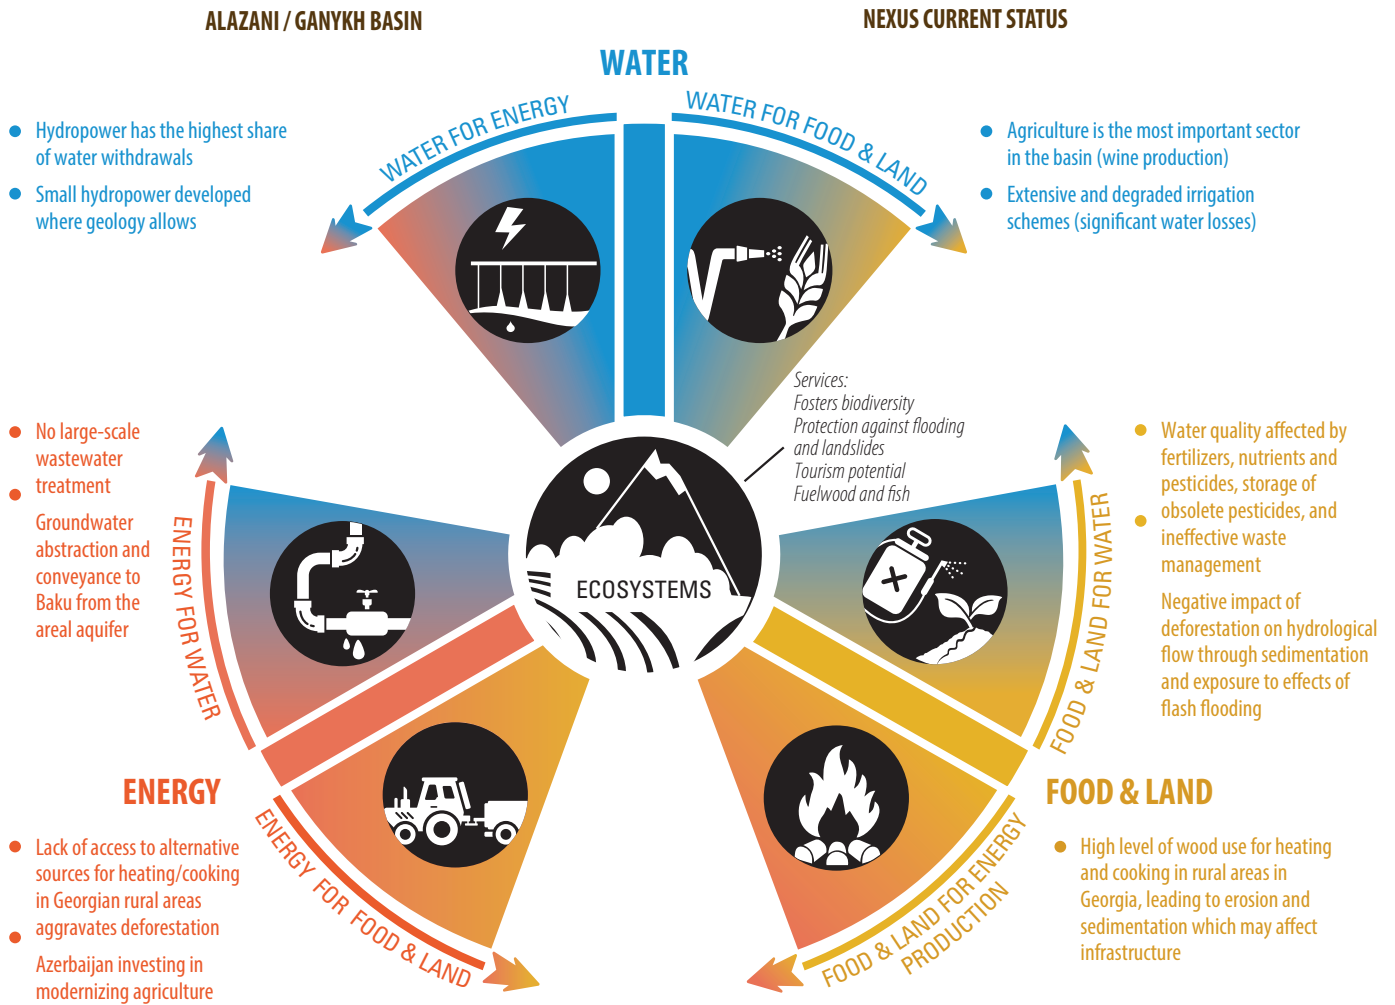 ALAZANI / GANYKH BASIN
NEXUS CURRENT STATUS
WATER
WATER FOR ENERGY
WATER FOR FOOD & LAND
Hydropower has the highest share
of water withdrawals
Small hydropower developed
where geology allows
Agriculture is the most important sector
in the basin (wine production)
Extensive and degraded irrigation
schemes (significant water losses)
Services:
Fosters biodiversity
Protection against flooding
and landslides
Tourism potential
Fuelwood and fish
No large-scale
wastewater
treatment
Groundwater
abstraction and
conveyance to
Baku from the
areal aquifer
ENERGY FOR WATER
ECOSYSTEMS
FOOD & LAND FOR WATER
Water quality affected by
fertilizers, nutrients and
pesticides, storage of
obsolete pesticides, and
ineffective waste
management
Negative impact of
deforestation on hydrological
flow through sedimentation
and exposure to effects of
flash flooding
ENERGY
Lack of access to alternative
sources for heating/cooking
in Georgian rural areas
aggravates deforestation
Azerbaijan investing in
modernizing agriculture
ENERGY FOR FOOD & LAND
FOOD & LAND FOR ENERGY
PRODUCTION
FOOD & LAND
High level of wood use for heating
and cooking in rural areas in
Georgia, leading to erosion and
sedimentation which may affect
infrastructure